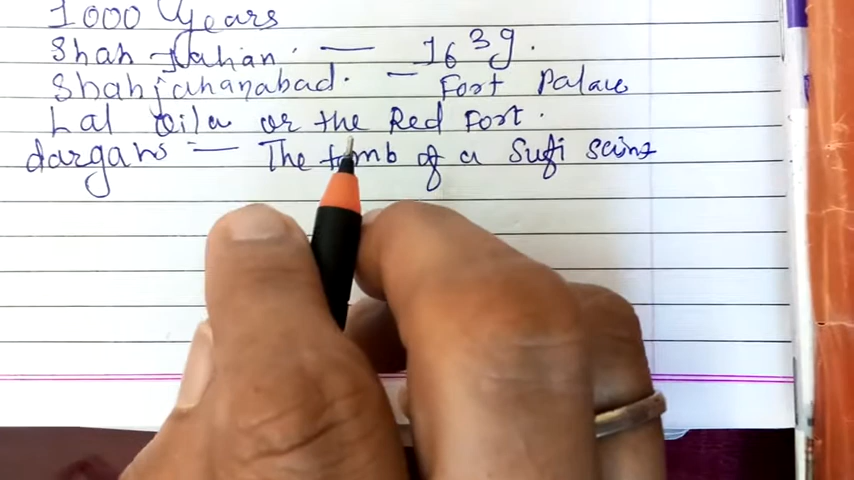 1000 Years
Shah Jahan. — 1639.
Shahjahanabad. — Fort Palace
Lal Qila or the Red Fort.
dargahs — The tomb of a Sufi saint